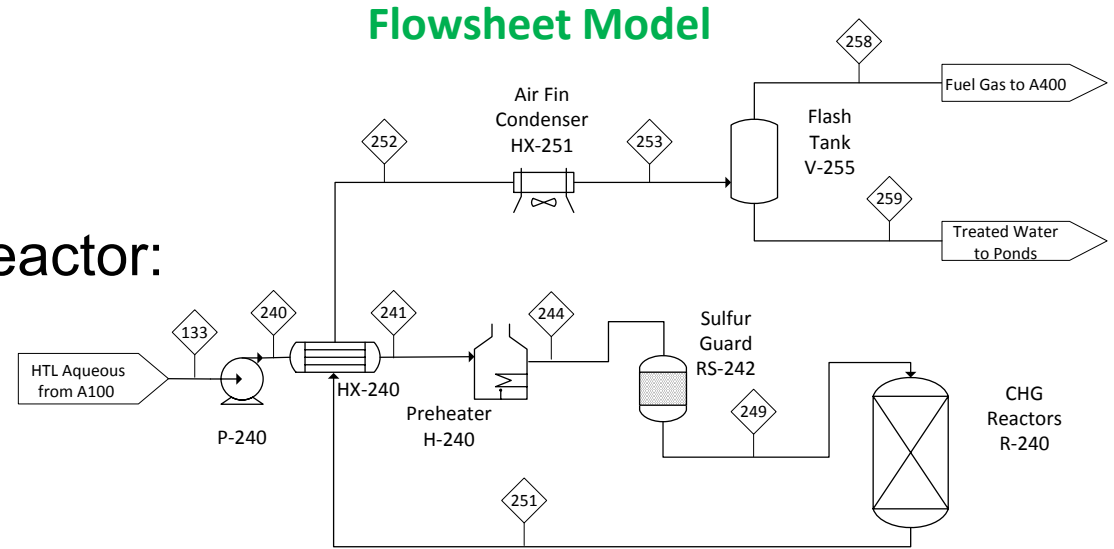 Flowsheet Model
258
Fuel Gas to A400
Air Fin
Condenser
HX-251
Flash
Tank
V-255
252
253
259
Treated Water
to Ponds
eactor:
133
240
241
244
Sulfur
Guard
RS-242
HTL Aqueous
from A100
HX-240
P-240
Preheater
H-240
249
CHG
Reactors
R-240
251